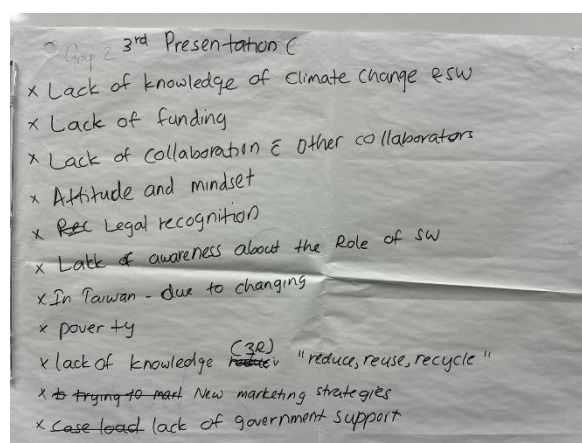 Group 2 3rd Presentation C
x Lack of knowledge of Climate Change & SW
x Lack of funding
x Lack of collaboration C other collaborators
x Attitude and mindset
x Rec Legal recognition
x Lack of awareness about the Role of SW
x In Taiwan - due to changing
x poverty
x lack of knowledge (3R) "reduce, reuse, recycle"
x trying to mark New marketing strategies
x case load lack of government support